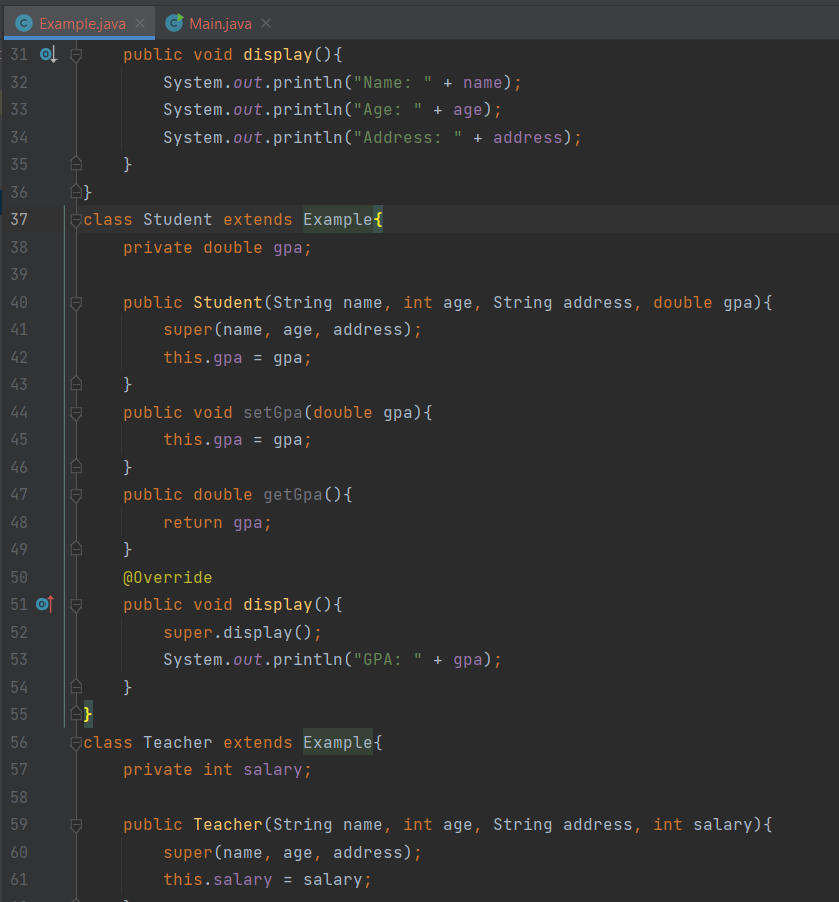 Example.java
Main.java
31 public void display(){
32 System.out.println("Name: " + name);
33 System.out.println("Age: " + age);
34 System.out.println("Address: " + address);
35 }
36 }
37 class Student extends Example{
38 private double gpa;
39
40 public Student(String name, int age, String address, double gpa){
41 super(name, age, address);
42 this.gpa = gpa;
43 }
44 public void setGpa(double gpa){
45 this.gpa = gpa;
46 }
47 public double getGpa(){
48 return gpa;
49 }
50 @Override
51 public void display(){
52 super.display();
53 System.out.println("GPA: " + gpa);
54 }
55 }
56 class Teacher extends Example{
57 private int salary;
58
59 public Teacher(String name, int age, String address, int salary){
60 super(name, age, address);
61 this.salary = salary;